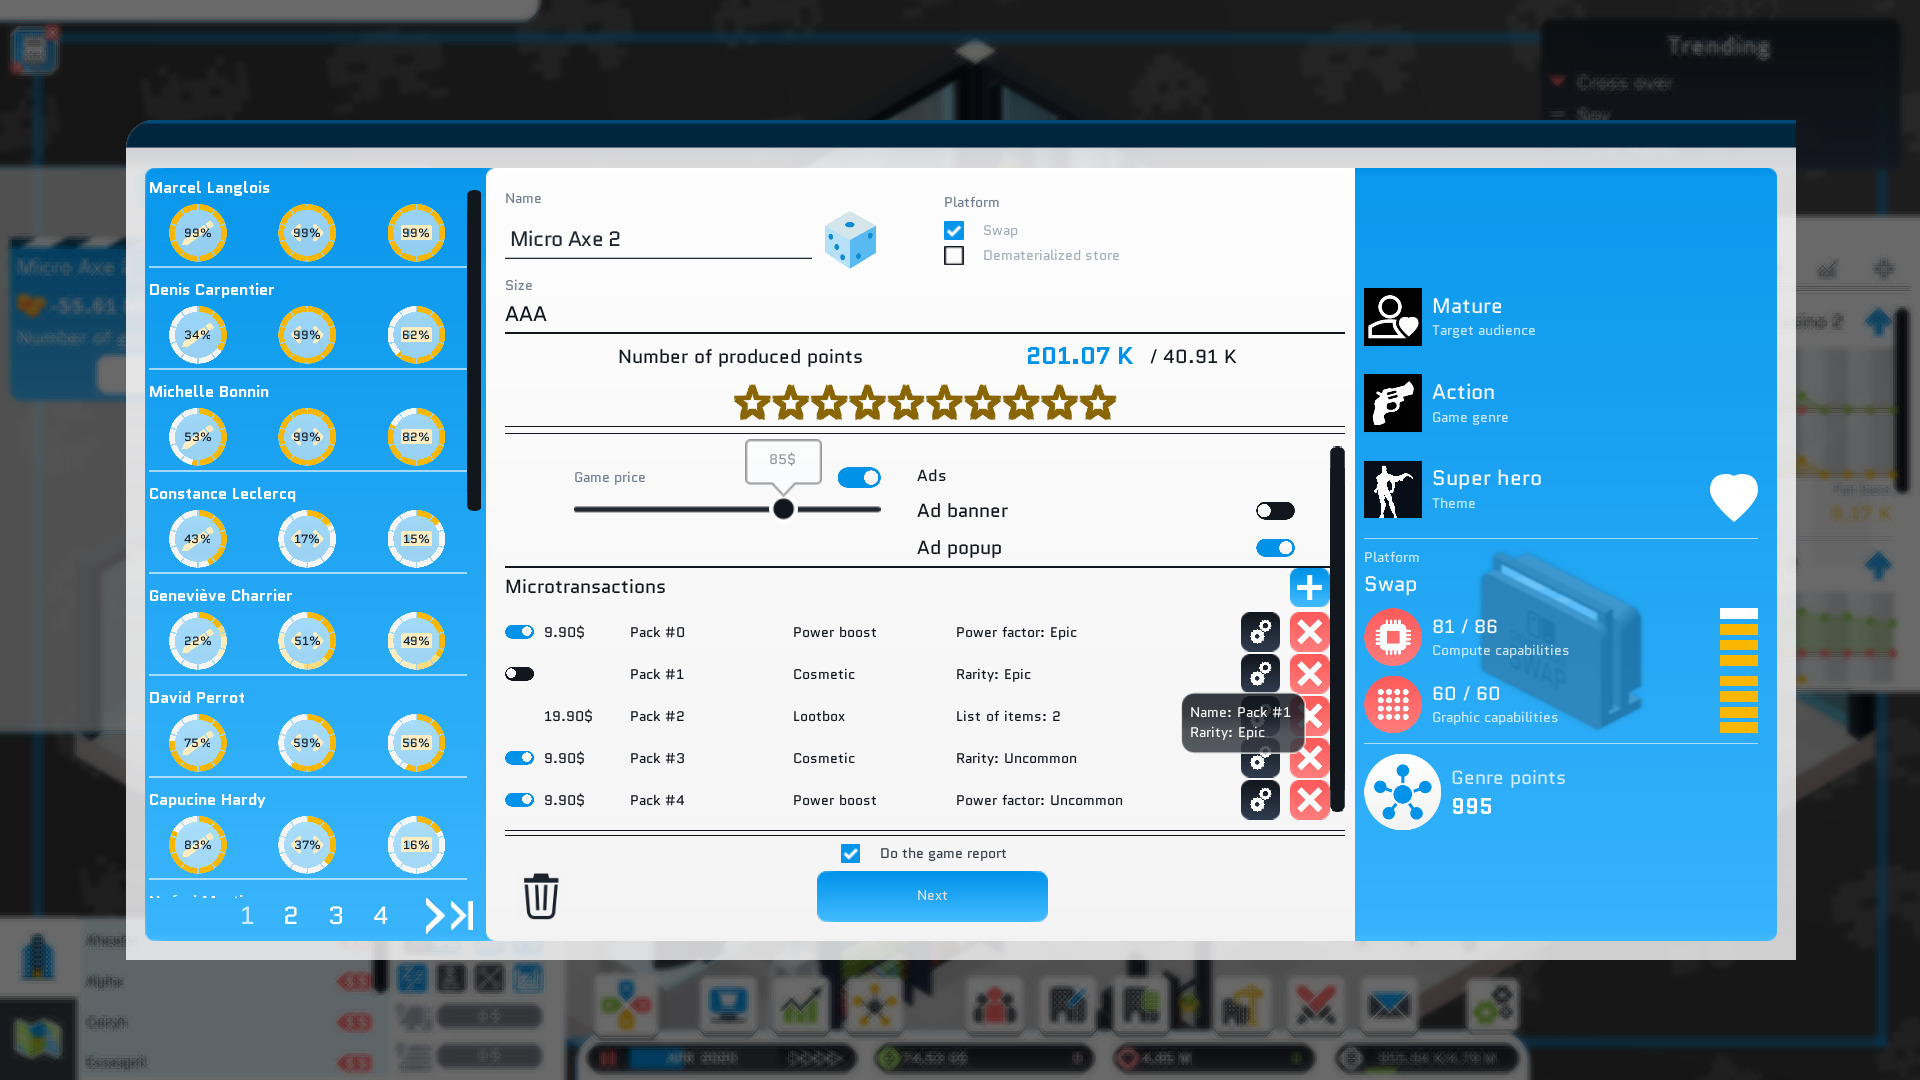 Trending
Cross over
Marcel Langlois
99%
99%
99%
Denis Carpentier
34%
99%
62%
Michelle Bonnin
53%
99%
82%
Constance Leclercq
43%
17%
15%
Geneviève Charrier
22%
51%
49%
David Perrot
75%
59%
56%
Capucine Hardy
83%
37%
16%
1 2 3 4
Name
Micro Axe 2
Platform
Swap
Dematerialized store
Size
AAA
Number of produced points 201.07 K / 40.91 K
Game price
85$
Ads
Ad banner
Ad popup
Microtransactions
9.90$ Pack #0 Power boost Power factor: Epic
Pack #1 Cosmetic Rarity: Epic
19.90$ Pack #2 Lootbox List of items: 2
9.90$ Pack #3 Cosmetic Rarity: Uncommon
9.90$ Pack #4 Power boost Power factor: Uncommon
Name: Pack #1
Rarity: Epic
Do the game report
Next
Mature
Target audience
Action
Game genre
Super hero
Theme
Platform
Swap
SWAP
81 / 86
Compute capabilities
60 / 60
Graphic capabilities
Genre points
995